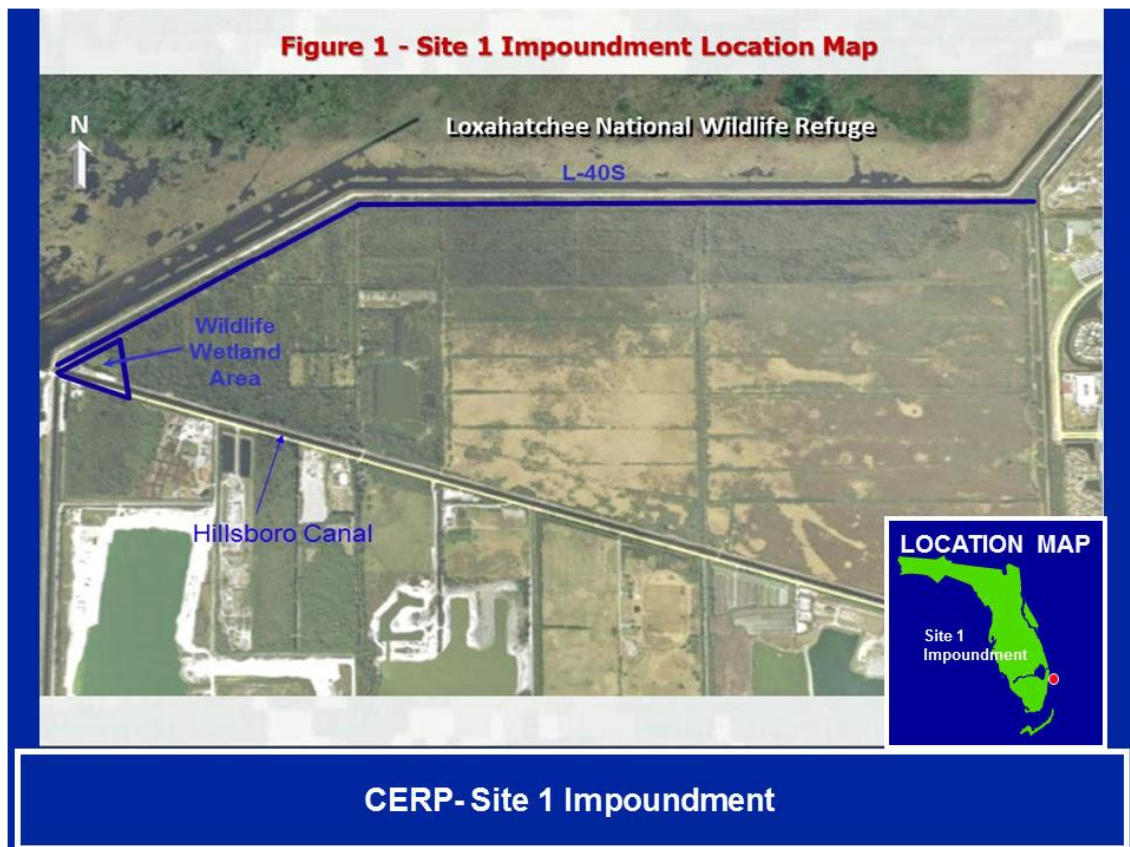 Figure 1 - Site 1 Impoundment Location Map
N
Loxahatchee National Wildlife Refuge
L-40S
Wildlife
Wetland
Area
Hillsboro Canal
LOCATION MAP
Site 1
Impoundment
CERP- Site 1 Impoundment